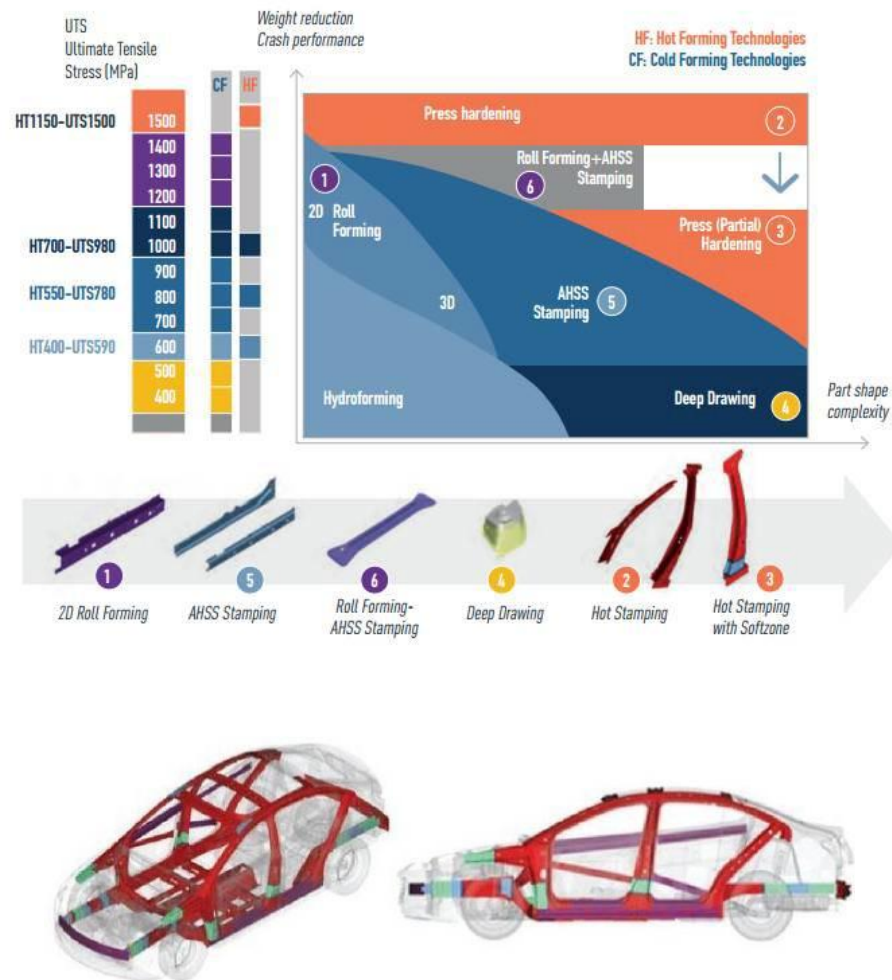 UTS
Ultimate Tensile
Stress (MPa)
Weight reduction
Crash performance
HF: Hot Forming Technologies
CF: Cold Forming Technologies
CF
HF
HT1150-UTS1500
1500
1400
1300
1200
1100
HT700-UTS980
1000
900
HT550-UTS780
800
700
HT400-UTS590
600
500
400
Press hardening
2
Roll Forming+AHSS
Stamping
6
1
2D Roll
Forming
Press (Partial)
Hardening
3
3D
AHSS
Stamping
5
Hydroforming
Deep Drawing
4
Part shape
complexity
1
5
6
4
2
3
2D Roll Forming
AHSS Stamping
Roll Forming-
AHSS Stamping
Deep Drawing
Hot Stamping
Hot Stamping
with Softzone